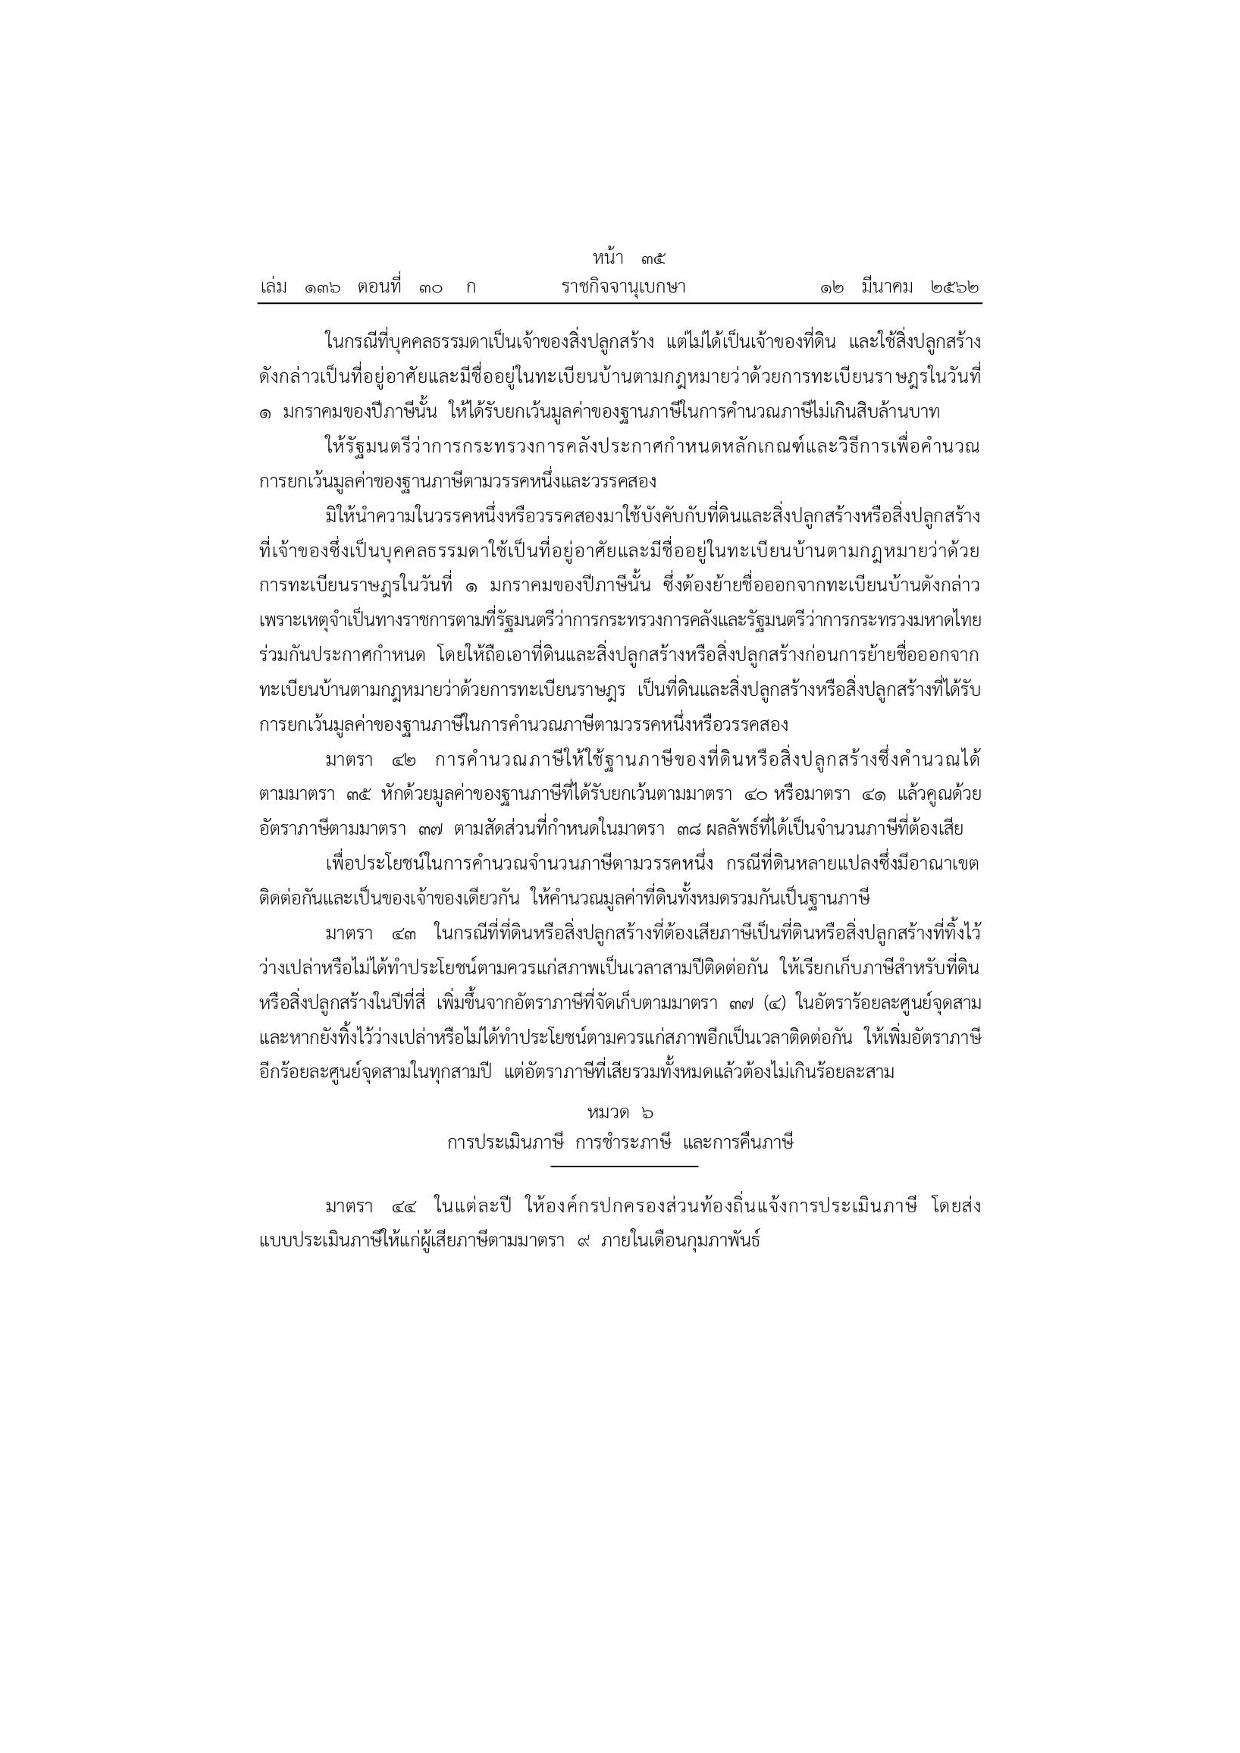 หน้า ๓๕
เล่ม ๑๓๖ ตอนที่ ๓๐ ก ราชกิจจานุเบกษา ๑๒ มีนาคม ๒๕๖๒
ในกรณีที่บุคคลธรรมดาเป็นเจ้าของสิ่งปลูกสร้าง แต่ไม่ได้เป็นเจ้าของที่ดิน และใช้สิ่งปลูกสร้าง
ดังกล่าวเป็นที่อยู่อาศัยและมีชื่ออยู่ในทะเบียนบ้านตามกฎหมายว่าด้วยการทะเบียนราษฎรในวันที่
๑ มกราคมของปีภาษีนั้น ให้ได้รับยกเว้นมูลค่าของฐานภาษีในการคำนวณภาษีไม่เกินสิบล้านบาท
ให้รัฐมนตรีว่าการกระทรวงการคลังประกาศกำหนดหลักเกณฑ์และวิธีการเพื่อคำนวณ
การยกเว้นมูลค่าของฐานภาษีตามวรรคหนึ่งและวรรคสอง
มิให้นำความในวรรคหนึ่งหรือวรรคสองมาใช้บังคับกับที่ดินและสิ่งปลูกสร้างหรือสิ่งปลูกสร้าง
ที่เจ้าของซึ่งเป็นบุคคลธรรมดาใช้เป็นที่อยู่อาศัยและมีชื่ออยู่ในทะเบียนบ้านตามกฎหมายว่าด้วย
การทะเบียนราษฎรในวันที่ ๑ มกราคมของปีภาษีนั้น ซึ่งต้องย้ายชื่อออกจากทะเบียนบ้านดังกล่าว
เพราะเหตุจำเป็นทางราชการตามที่รัฐมนตรีว่าการกระทรวงการคลังและรัฐมนตรีว่าการกระทรวงมหาดไทย
ร่วมกันประกาศกำหนด โดยให้ถือเอาที่ดินและสิ่งปลูกสร้างหรือสิ่งปลูกสร้างก่อนการย้ายชื่อออกจาก
ทะเบียนบ้านตามกฎหมายว่าด้วยการทะเบียนราษฎร เป็นที่ดินและสิ่งปลูกสร้างหรือสิ่งปลูกสร้างที่ได้รับ
การยกเว้นมูลค่าของฐานภาษีในการคำนวณภาษีตามวรรคหนึ่งหรือวรรคสอง
มาตรา ๔๒ การคำนวณภาษีให้ใช้ฐานภาษีของที่ดินหรือสิ่งปลูกสร้างซึ่งคำนวณได้
ตามมาตรา ๓๕ หักด้วยมูลค่าของฐานภาษีที่ได้รับยกเว้นตามมาตรา ๔๐ หรือมาตรา ๔๑ แล้วคูณด้วย
อัตราภาษีตามมาตรา ๓๗ ตามสัดส่วนที่กำหนดในมาตรา ๓๘ ผลลัพธ์ที่ได้เป็นจำนวนภาษีที่ต้องเสีย
เพื่อประโยชน์ในการคำนวณจำนวนภาษีตามวรรคหนึ่ง กรณีที่ดินหลายแปลงซึ่งมีอาณาเขต
ติดต่อกันและเป็นของเจ้าของเดียวกัน ให้คำนวณมูลค่าที่ดินทั้งหมดรวมกันเป็นฐานภาษี
มาตรา ๔๓ ในกรณีที่ที่ดินหรือสิ่งปลูกสร้างที่ต้องเสียภาษีเป็นที่ดินหรือสิ่งปลูกสร้างที่ทิ้งไว้
ว่างเปล่าหรือไม่ได้ทำประโยชน์ตามควรแก่สภาพเป็นเวลาสามปีติดต่อกัน ให้เรียกเก็บภาษีสำหรับที่ดิน
หรือสิ่งปลูกสร้างในปีที่สี่ เพิ่มขึ้นจากอัตราภาษีที่จัดเก็บตามมาตรา ๓๗ (๔) ในอัตราร้อยละศูนย์จุดสาม
และหากยังทิ้งไว้ว่างเปล่าหรือไม่ได้ทำประโยชน์ตามควรแก่สภาพอีกเป็นเวลาติดต่อกัน ให้เพิ่มอัตราภาษี
อีกร้อยละศูนย์จุดสามในทุกสามปี แต่อัตราภาษีที่เสียรวมทั้งหมดแล้วต้องไม่เกินร้อยละสาม
หมวด ๖
การประเมินภาษี การชำระภาษี และการคืนภาษี
มาตรา ๔๔ ในแต่ละปี ให้องค์กรปกครองส่วนท้องถิ่นแจ้งการประเมินภาษี โดยส่ง
แบบประเมินภาษีให้แก่ผู้เสียภาษีตามมาตรา ๙ ภายในเดือนกุมภาพันธ์